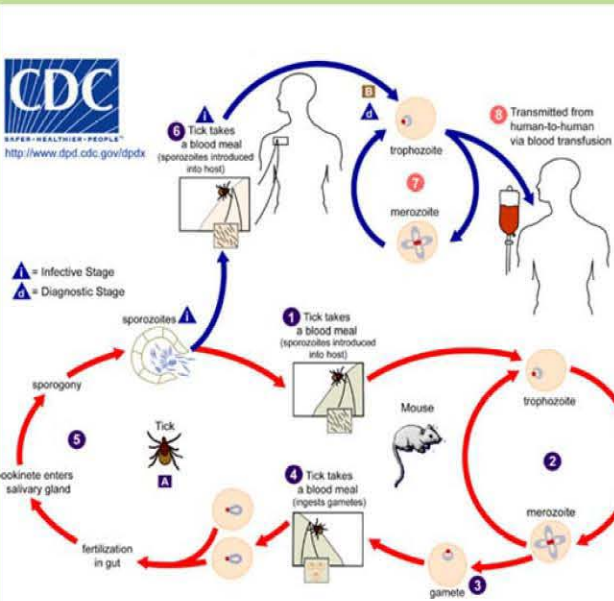 CDC
SAFER•HEALTHIER•PEOPLE™
http://www.dpd.cdc.gov/dpdx
i
6 Tick takes
a blood meal
(sporozoites introduced
into host)
B
d
trophozoite
7
merozoite
8 Transmitted from
human-to-human
via blood transfusion
i = Infective Stage
d = Diagnostic Stage
sporozoites i
1 Tick takes
a blood meal
(sporozoites introduced
into host)
trophozoite
Mouse
2
merozoite
3
gamete
4 Tick takes
a blood meal
(ingests gametes)
fertilization
in gut
ookinete enters
salivary gland
5
sporogony
Tick
A